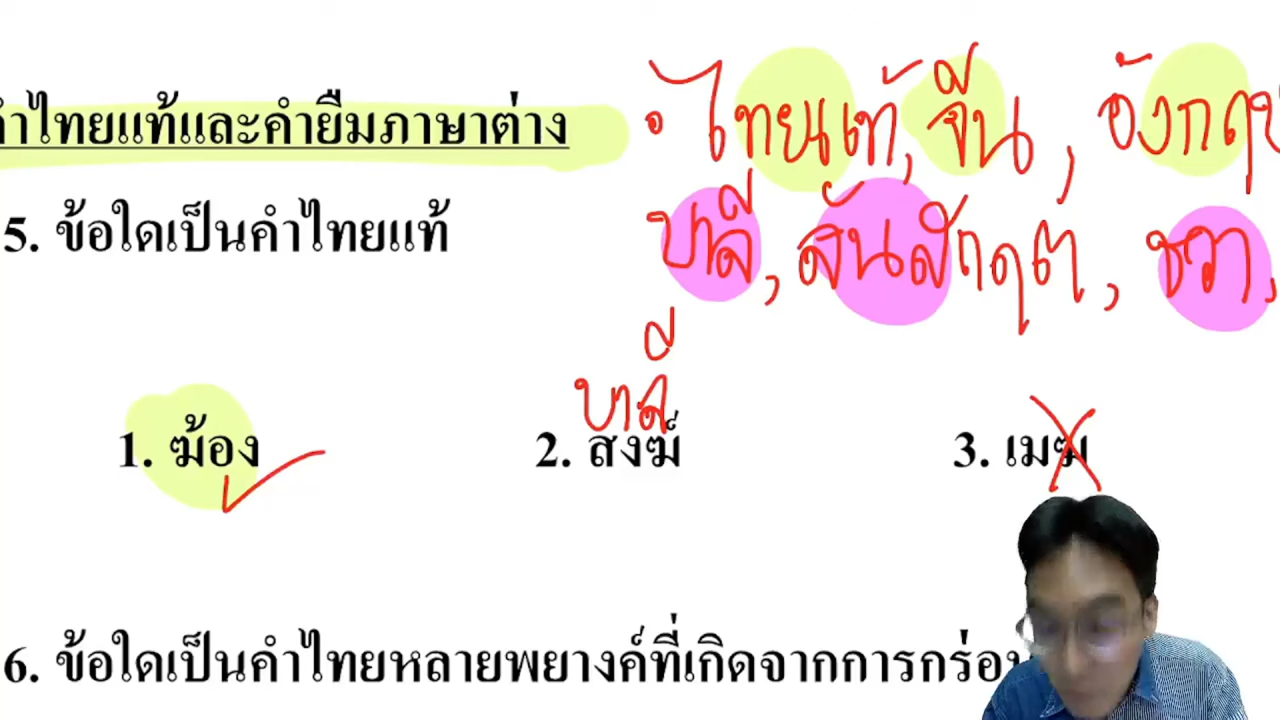 คำไทยแท้และคำยืมภาษาต่าง
• ไทยแท้, จีน, อังกฤษ
5. ข้อใดเป็นคำไทยแท้
บาลี, สันสกฤต, ชวา,
บาลี
1. ฆ้อง
2. สงฆ์
3. เมฆ
6. ข้อใดเป็นคำไทยหลายพยางค์ที่เกิดจากการกร่อน